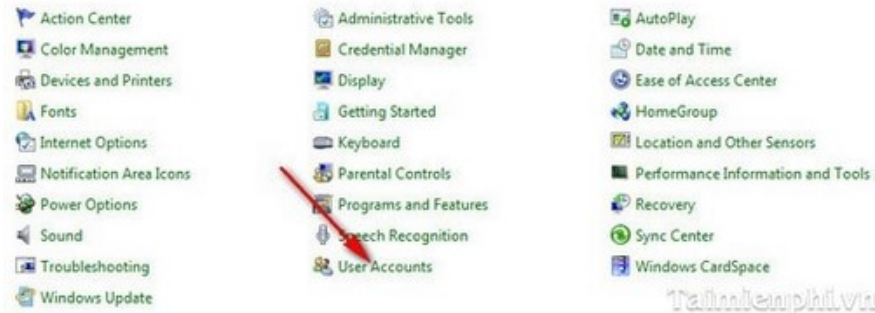 Action Center
Administrative Tools
AutoPlay
Color Management
Credential Manager
Date and Time
Devices and Printers
Display
Ease of Access Center
Fonts
Getting Started
HomeGroup
Internet Options
Keyboard
Location and Other Sensors
Notification Area Icons
Parental Controls
Performance Information and Tools
Power Options
Programs and Features
Recovery
Sound
Speech Recognition
Sync Center
Troubleshooting
User Accounts
Windows CardSpace
Windows Update
Taimienphi.vn